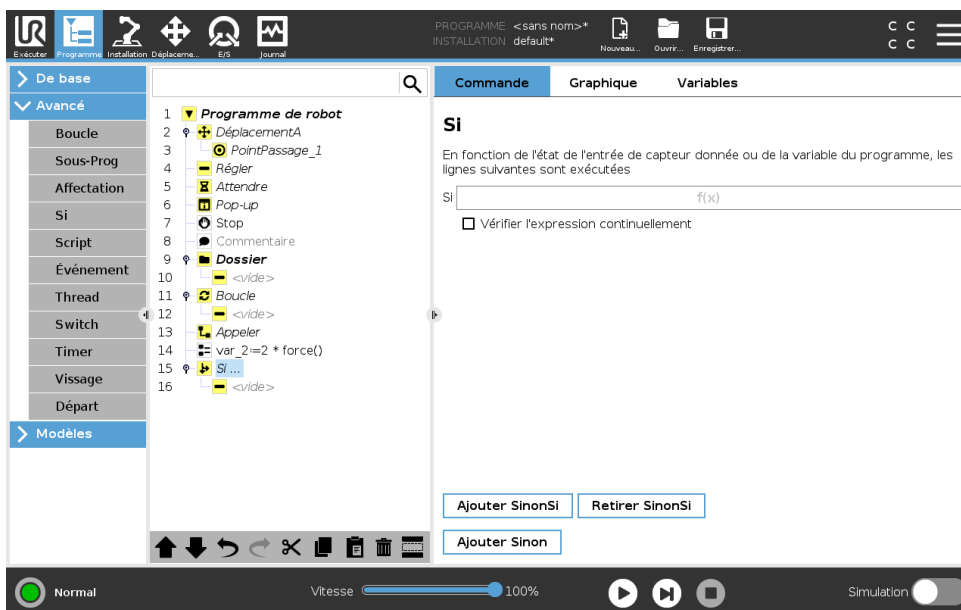 UR
Exécuter
Programme
Installation
Déplaceme...
E/S
Journal
PROGRAMME <sans nom>*
INSTALLATION default*
Nouveau...
Ouvrir...
Enregistrer...
C C
C C
De base
Avancé
Boucle
Sous-Prog
Affectation
Si
Script
Événement
Thread
Switch
Timer
Vissage
Départ
Modèles
1 Programme de robot
2 DéplacementA
3 PointPassage_1
4 Régler
5 Attendre
6 Pop-up
7 Stop
8 Commentaire
9 Dossier
10 <vide>
11 Boucle
12 <vide>
13 Appeler
14 var_2:=2 * force()
15 Si ...
16 <vide>
Commande Graphique Variables
Si
En fonction de l'état de l'entrée de capteur donnée ou de la variable du programme, les
lignes suivantes sont exécutées
Si f(x)
Vérifier l'expression continuellement
Ajouter SinonSi Retirer SinonSi
Ajouter Sinon
Normal
Vitesse 100%
Simulation